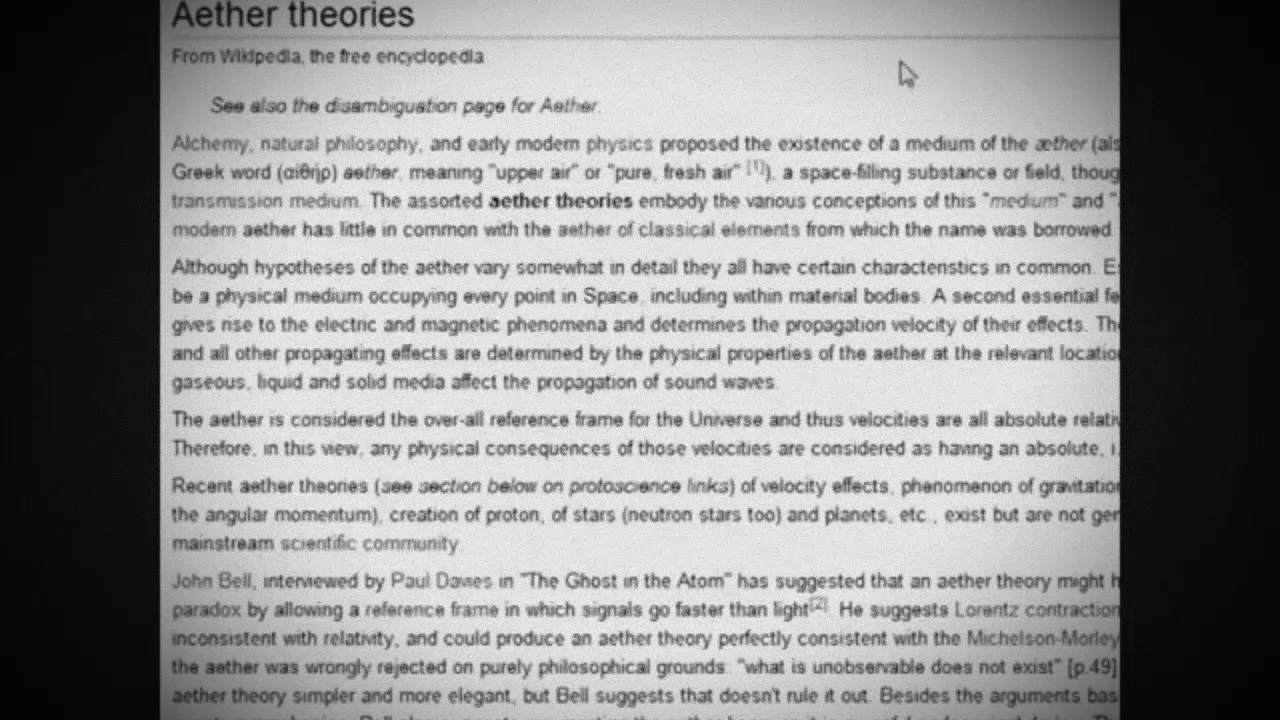 Aether theories
From Wikipedia, the free encyclopedia
See also the disambiguation page for Aether.
Alchemy, natural philosophy, and early modern physics proposed the existence of a medium of the æther (als
Greek word (αἰθήρ) aether, meaning "upper air" or "pure, fresh air" [1]), a space-filling substance or field, thoug
transmission medium. The assorted aether theories embody the various conceptions of this "medium" and "
modern aether has little in common with the aether of classical elements from which the name was borrowed.
Although hypotheses of the aether vary somewhat in detail they all have certain characteristics in common. Es
be a physical medium occupying every point in Space, including within material bodies. A second essential fe
gives rise to the electric and magnetic phenomena and determines the propagation velocity of their effects. The
and all other propagating effects are determined by the physical properties of the aether at the relevant location
gaseous, liquid and solid media affect the propagation of sound waves.
The aether is considered the over-all reference frame for the Universe and thus velocities are all absolute relativ
Therefore, in this view, any physical consequences of those velocities are considered as having an absolute, i.
Recent aether theories (see section below on protoscience links) of velocity effects, phenomenon of gravitation
the angular momentum), creation of proton, of stars (neutron stars too) and planets, etc., exist but are not gen
mainstream scientific community.
John Bell, interviewed by Paul Davies in "The Ghost in the Atom" has suggested that an aether theory might h
paradox by allowing a reference frame in which signals go faster than light[2]. He suggests Lorentz contraction
inconsistent with relativity, and could produce an aether theory perfectly consistent with the Michelson-Morley
the aether was wrongly rejected on purely philosophical grounds: "what is unobservable does not exist" [p.49]
aether theory simpler and more elegant, but Bell suggests that doesn't rule it out. Besides the arguments bas